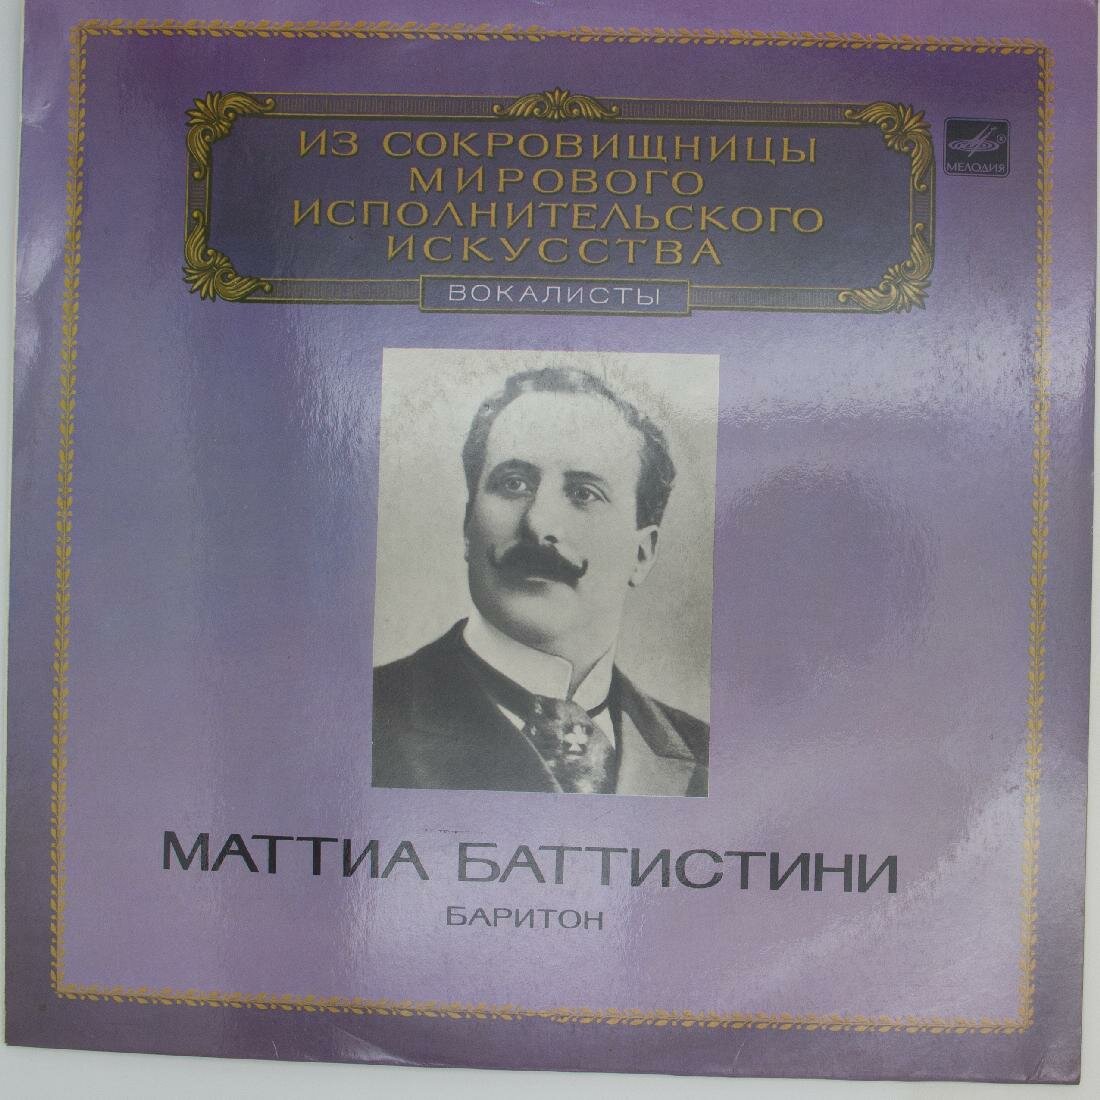 ИЗ СОКРОВИЩНИЦЫ
МИРОВОГО
ИСПОЛНИТЕЛЬСКОГО
ИСКУССТВА
ВОКАЛИСТЫ
МЕЛОДИЯ
МАТТИА БАТТИСТИНИ
БАРИТОН